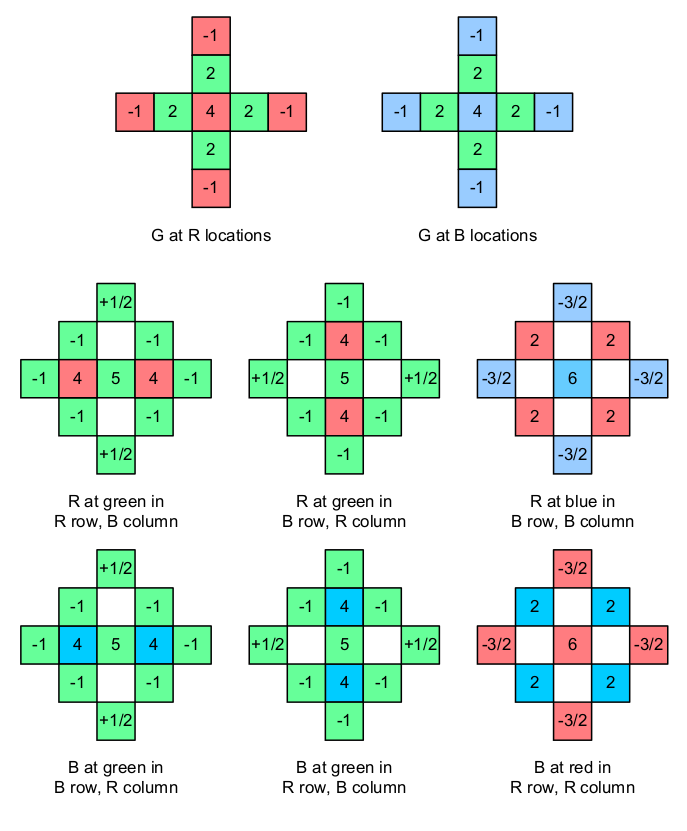 -1 -1
2 2
-1 2 4 2 -1 -1 2 4 2 -1
2 2
-1 -1
G at R locations G at B locations
+1/2 -1 -3/2
-1 -1 -1 4 -1 2 2
-1 4 5 4 -1 +1/2 5 +1/2 -3/2 6 -3/2
-1 -1 -1 4 -1 2 2
+1/2 -1 -3/2
R at green in R at green in R at blue in
R row, B column B row, R column B row, B column
+1/2 -1 -3/2
-1 -1 -1 4 -1 2 2
-1 4 5 4 -1 +1/2 5 +1/2 -3/2 6 -3/2
-1 -1 -1 4 -1 2 2
+1/2 -1 -3/2
B at green in B at green in B at red in
B row, R column R row, B column R row, R column